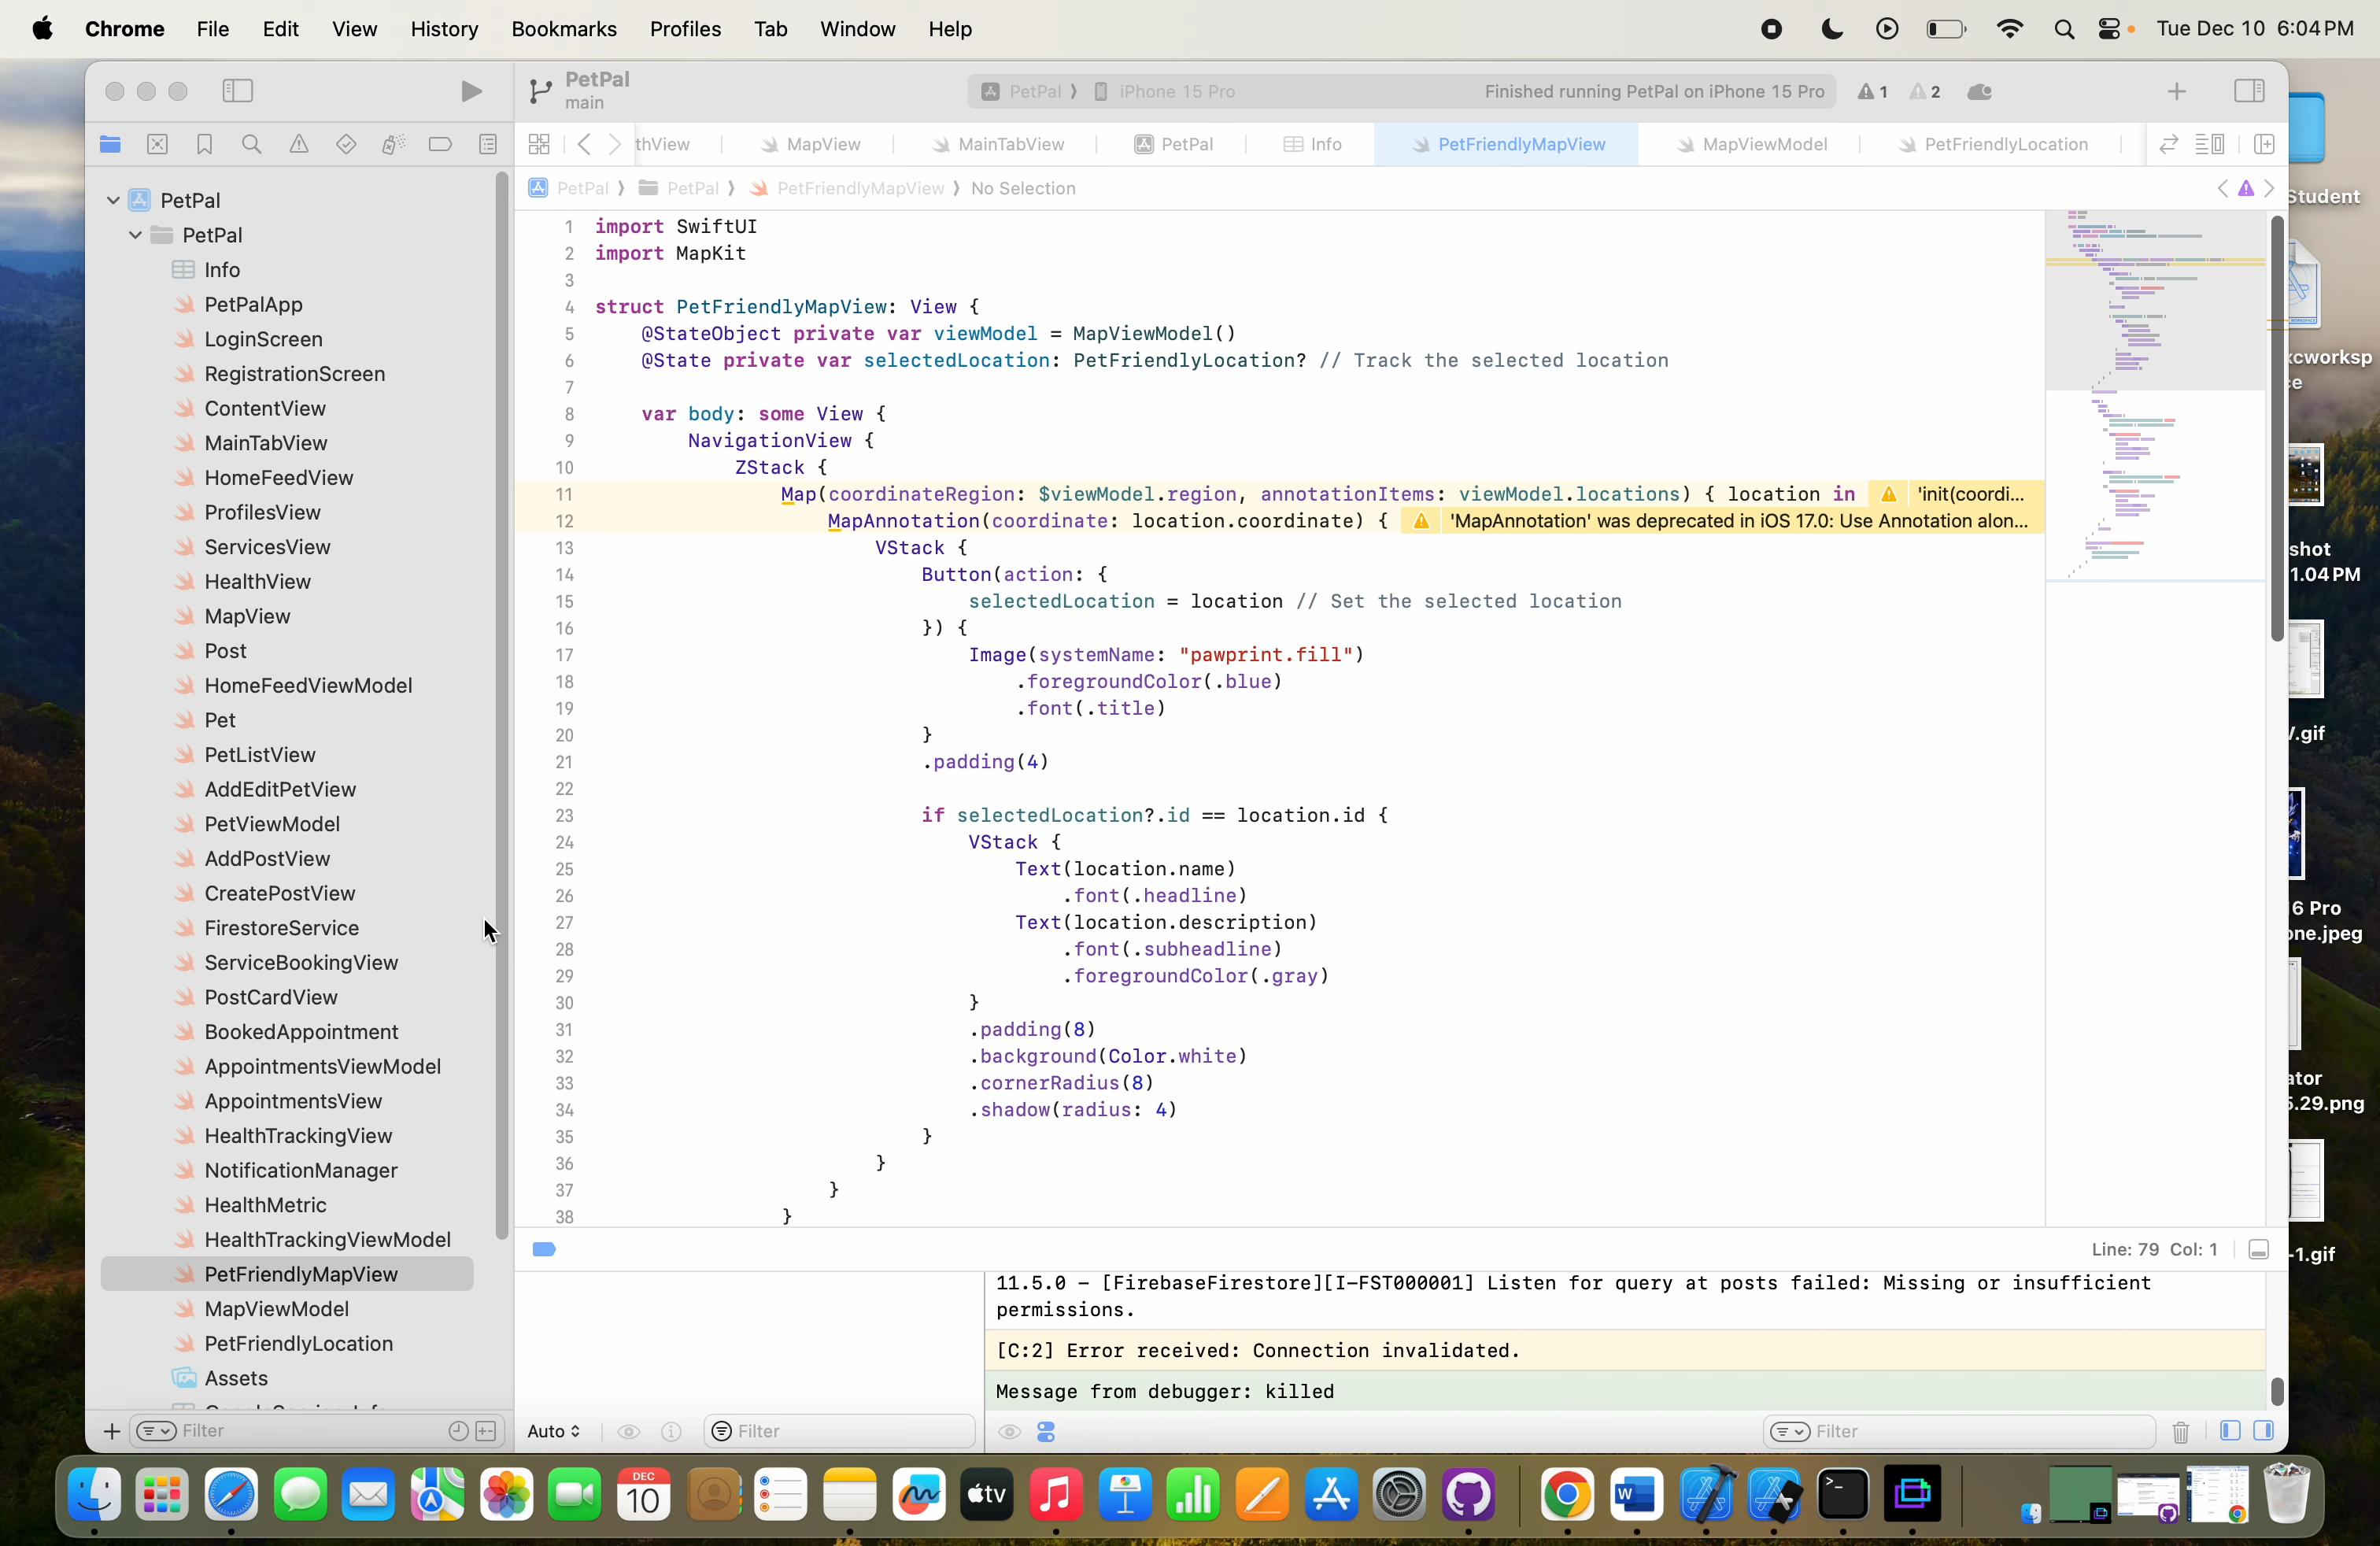 Chrome File Edit View History Bookmarks Profiles Tab Window Help Tue Dec 10 6:04 PM
PetPal
main
PetPal ⟩ iPhone 15 Pro Finished running PetPal on iPhone 15 Pro 1 2
thView MapView MainTabView PetPal Info PetFriendlyMapView MapViewModel PetFriendlyLocation
PetPal ⟩ PetPal ⟩ PetFriendlyMapView ⟩ No Selection
PetPal
PetPal
Info
PetPalApp
LoginScreen
RegistrationScreen
ContentView
MainTabView
HomeFeedView
ProfilesView
ServicesView
HealthView
MapView
Post
HomeFeedViewModel
Pet
PetListView
AddEditPetView
PetViewModel
AddPostView
CreatePostView
FirestoreService
ServiceBookingView
PostCardView
BookedAppointment
AppointmentsViewModel
AppointmentsView
HealthTrackingView
NotificationManager
HealthMetric
HealthTrackingViewModel
PetFriendlyMapView
MapViewModel
PetFriendlyLocation
Assets
Filter
1 import SwiftUI
2 import MapKit
3
4 struct PetFriendlyMapView: View {
5 @StateObject private var viewModel = MapViewModel()
6 @State private var selectedLocation: PetFriendlyLocation? // Track the selected location
7
8 var body: some View {
9 NavigationView {
10 ZStack {
11 Map(coordinateRegion: $viewModel.region, annotationItems: viewModel.locations) { location in 'init(coordi...
12 MapAnnotation(coordinate: location.coordinate) { 'MapAnnotation' was deprecated in iOS 17.0: Use Annotation alon...
13 VStack {
14 Button(action: {
15 selectedLocation = location // Set the selected location
16 }) {
17 Image(systemName: "pawprint.fill")
18 .foregroundColor(.blue)
19 .font(.title)
20 }
21 .padding(4)
22
23 if selectedLocation?.id == location.id {
24 VStack {
25 Text(location.name)
26 .font(.headline)
27 Text(location.description)
28 .font(.subheadline)
29 .foregroundColor(.gray)
30 }
31 .padding(8)
32 .background(Color.white)
33 .cornerRadius(8)
34 .shadow(radius: 4)
35 }
36 }
37 }
38 }
Line: 79 Col: 1
11.5.0 - [FirebaseFirestore][I-FST000001] Listen for query at posts failed: Missing or insufficient
permissions.
[C:2] Error received: Connection invalidated.
Message from debugger: killed
Auto Filter Filter
Student
xcworksp
ce
shot
1.04 PM
V.gif
6 Pro
one.jpeg
ator
5.29.png
-1.gif
DEC
10
tv
W